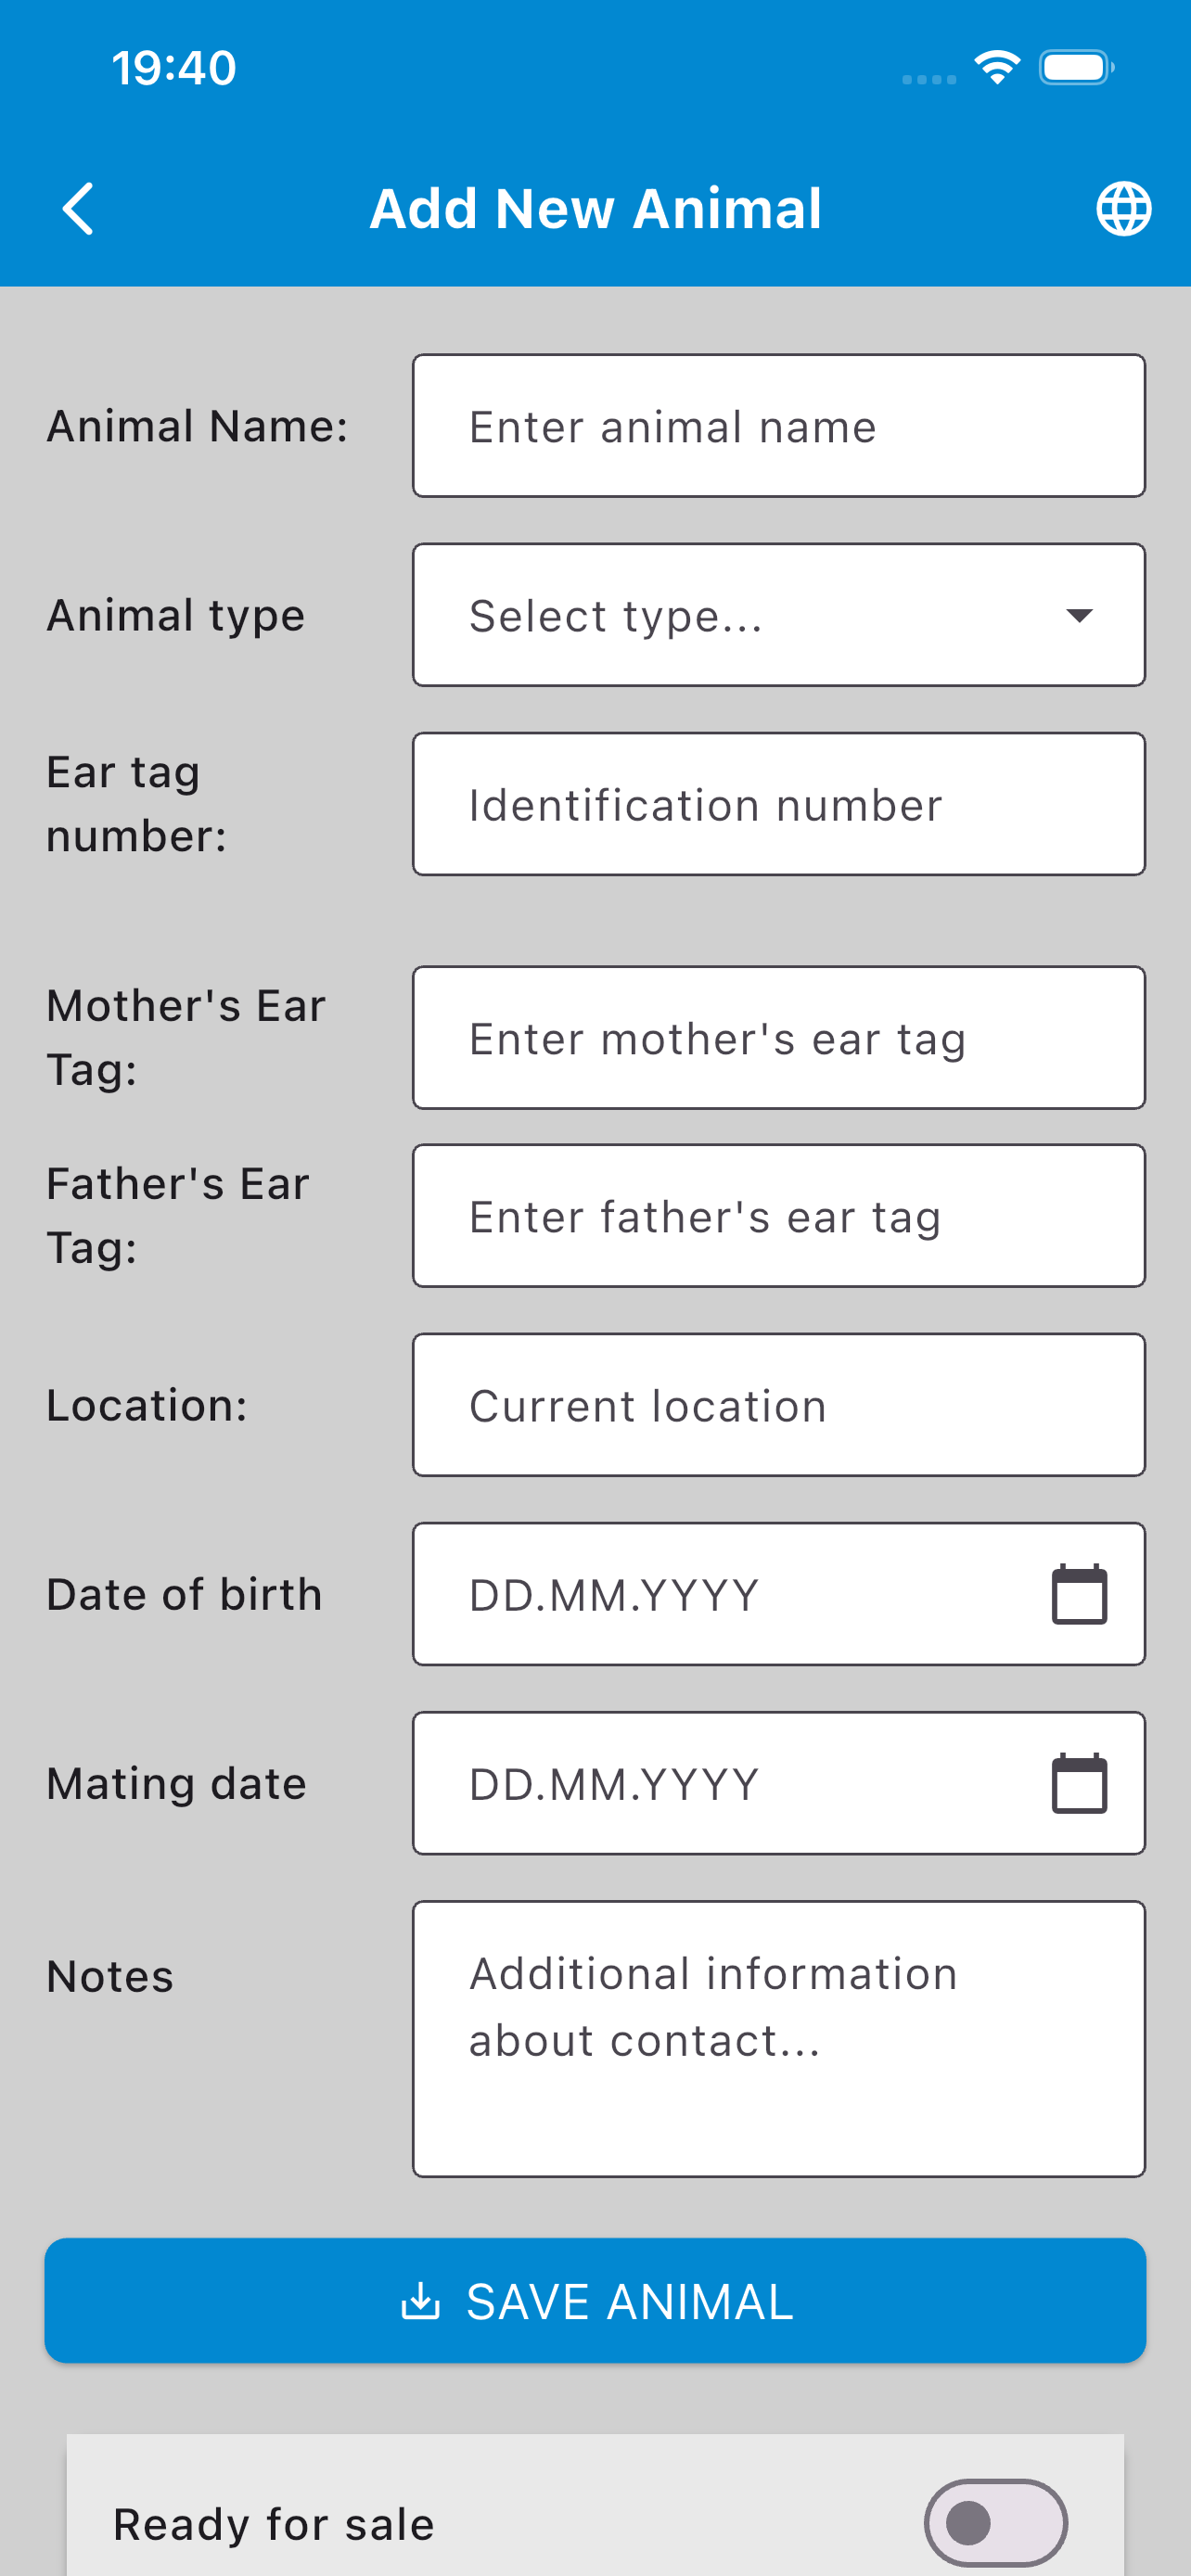 19:40
Add New Animal
Animal Name:
Enter animal name
Animal type
Select type...
Ear tag
number:
Identification number
Mother's Ear
Tag:
Enter mother's ear tag
Father's Ear
Tag:
Enter father's ear tag
Location:
Current location
Date of birth
DD.MM.YYYY
Mating date
DD.MM.YYYY
Notes
Additional information
about contact...
SAVE ANIMAL
Ready for sale